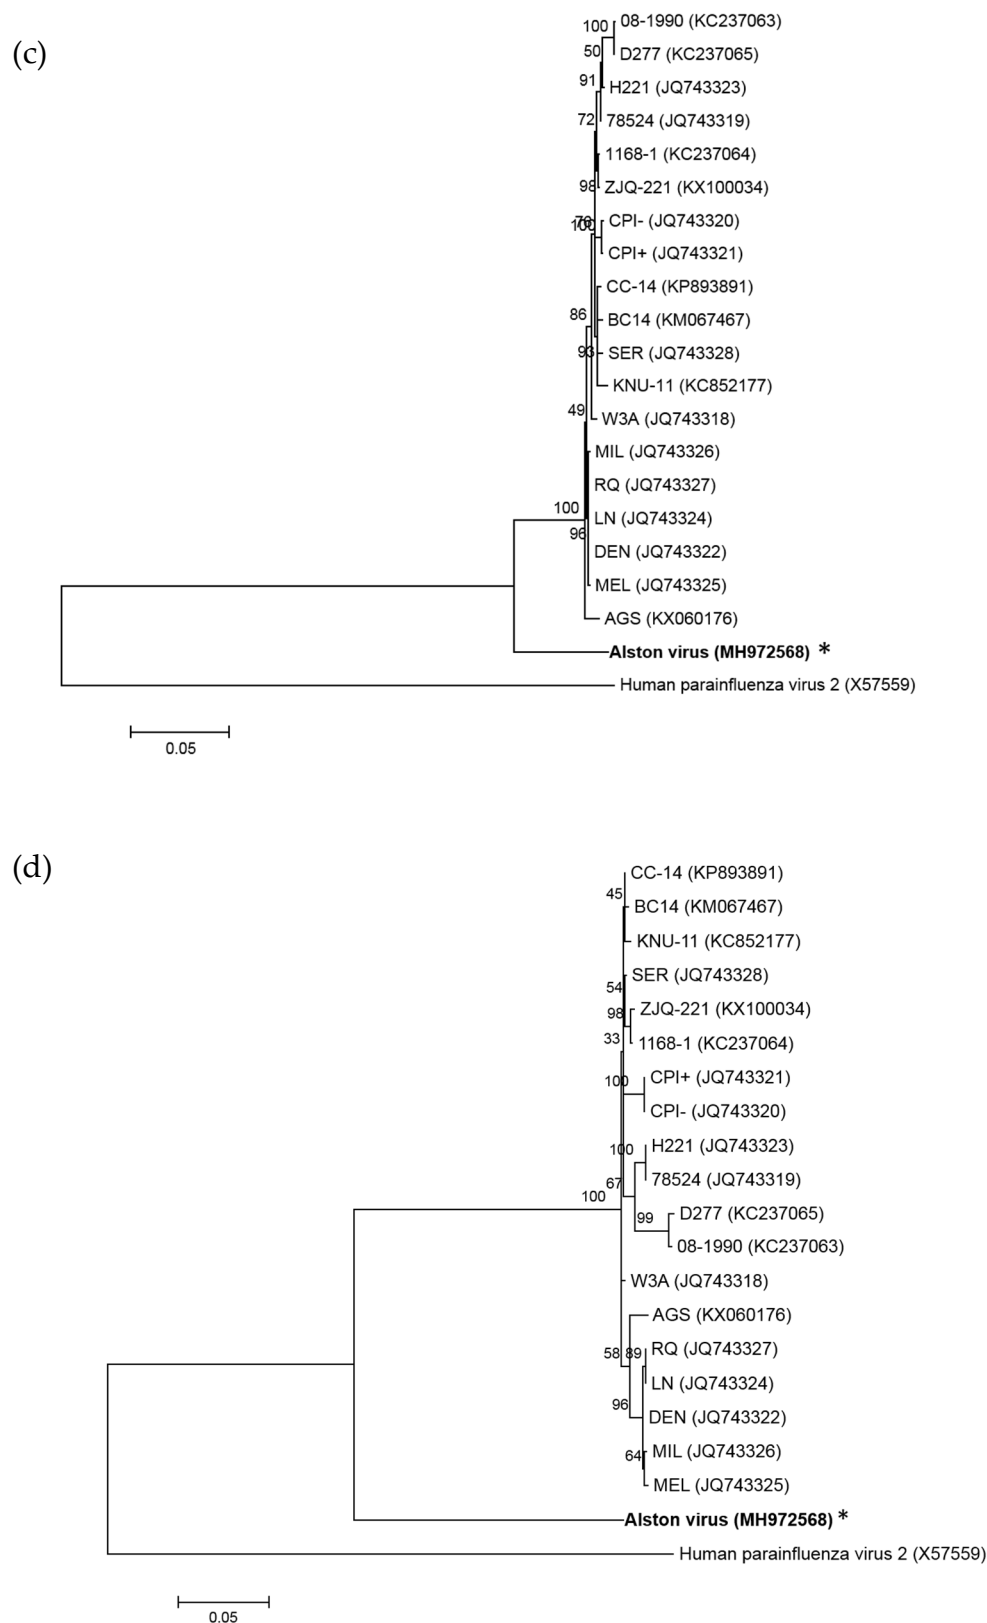 (c)
100
08-1990 (KC237063)
50
D277 (KC237065)
91
H221 (JQ743323)
72
78524 (JQ743319)
1168-1 (KC237064)
98
ZJQ-221 (KX100034)
76
100
CPI- (JQ743320)
CPI+ (JQ743321)
CC-14 (KP893891)
86
BC14 (KM067467)
93
SER (JQ743328)
KNU-11 (KC852177)
49
W3A (JQ743318)
MIL (JQ743326)
RQ (JQ743327)
100
LN (JQ743324)
96
DEN (JQ743322)
MEL (JQ743325)
AGS (KX060176)
Alston virus (MH972568) *
Human parainfluenza virus 2 (X57559)
0.05
(d)
CC-14 (KP893891)
45
BC14 (KM067467)
KNU-11 (KC852177)
SER (JQ743328)
54
ZJQ-221 (KX100034)
98
33
1168-1 (KC237064)
100
CPI+ (JQ743321)
CPI- (JQ743320)
100
H221 (JQ743323)
67
78524 (JQ743319)
100
99
D277 (KC237065)
08-1990 (KC237063)
W3A (JQ743318)
AGS (KX060176)
58
89
RQ (JQ743327)
LN (JQ743324)
96
DEN (JQ743322)
64
MIL (JQ743326)
MEL (JQ743325)
Alston virus (MH972568) *
Human parainfluenza virus 2 (X57559)
0.05